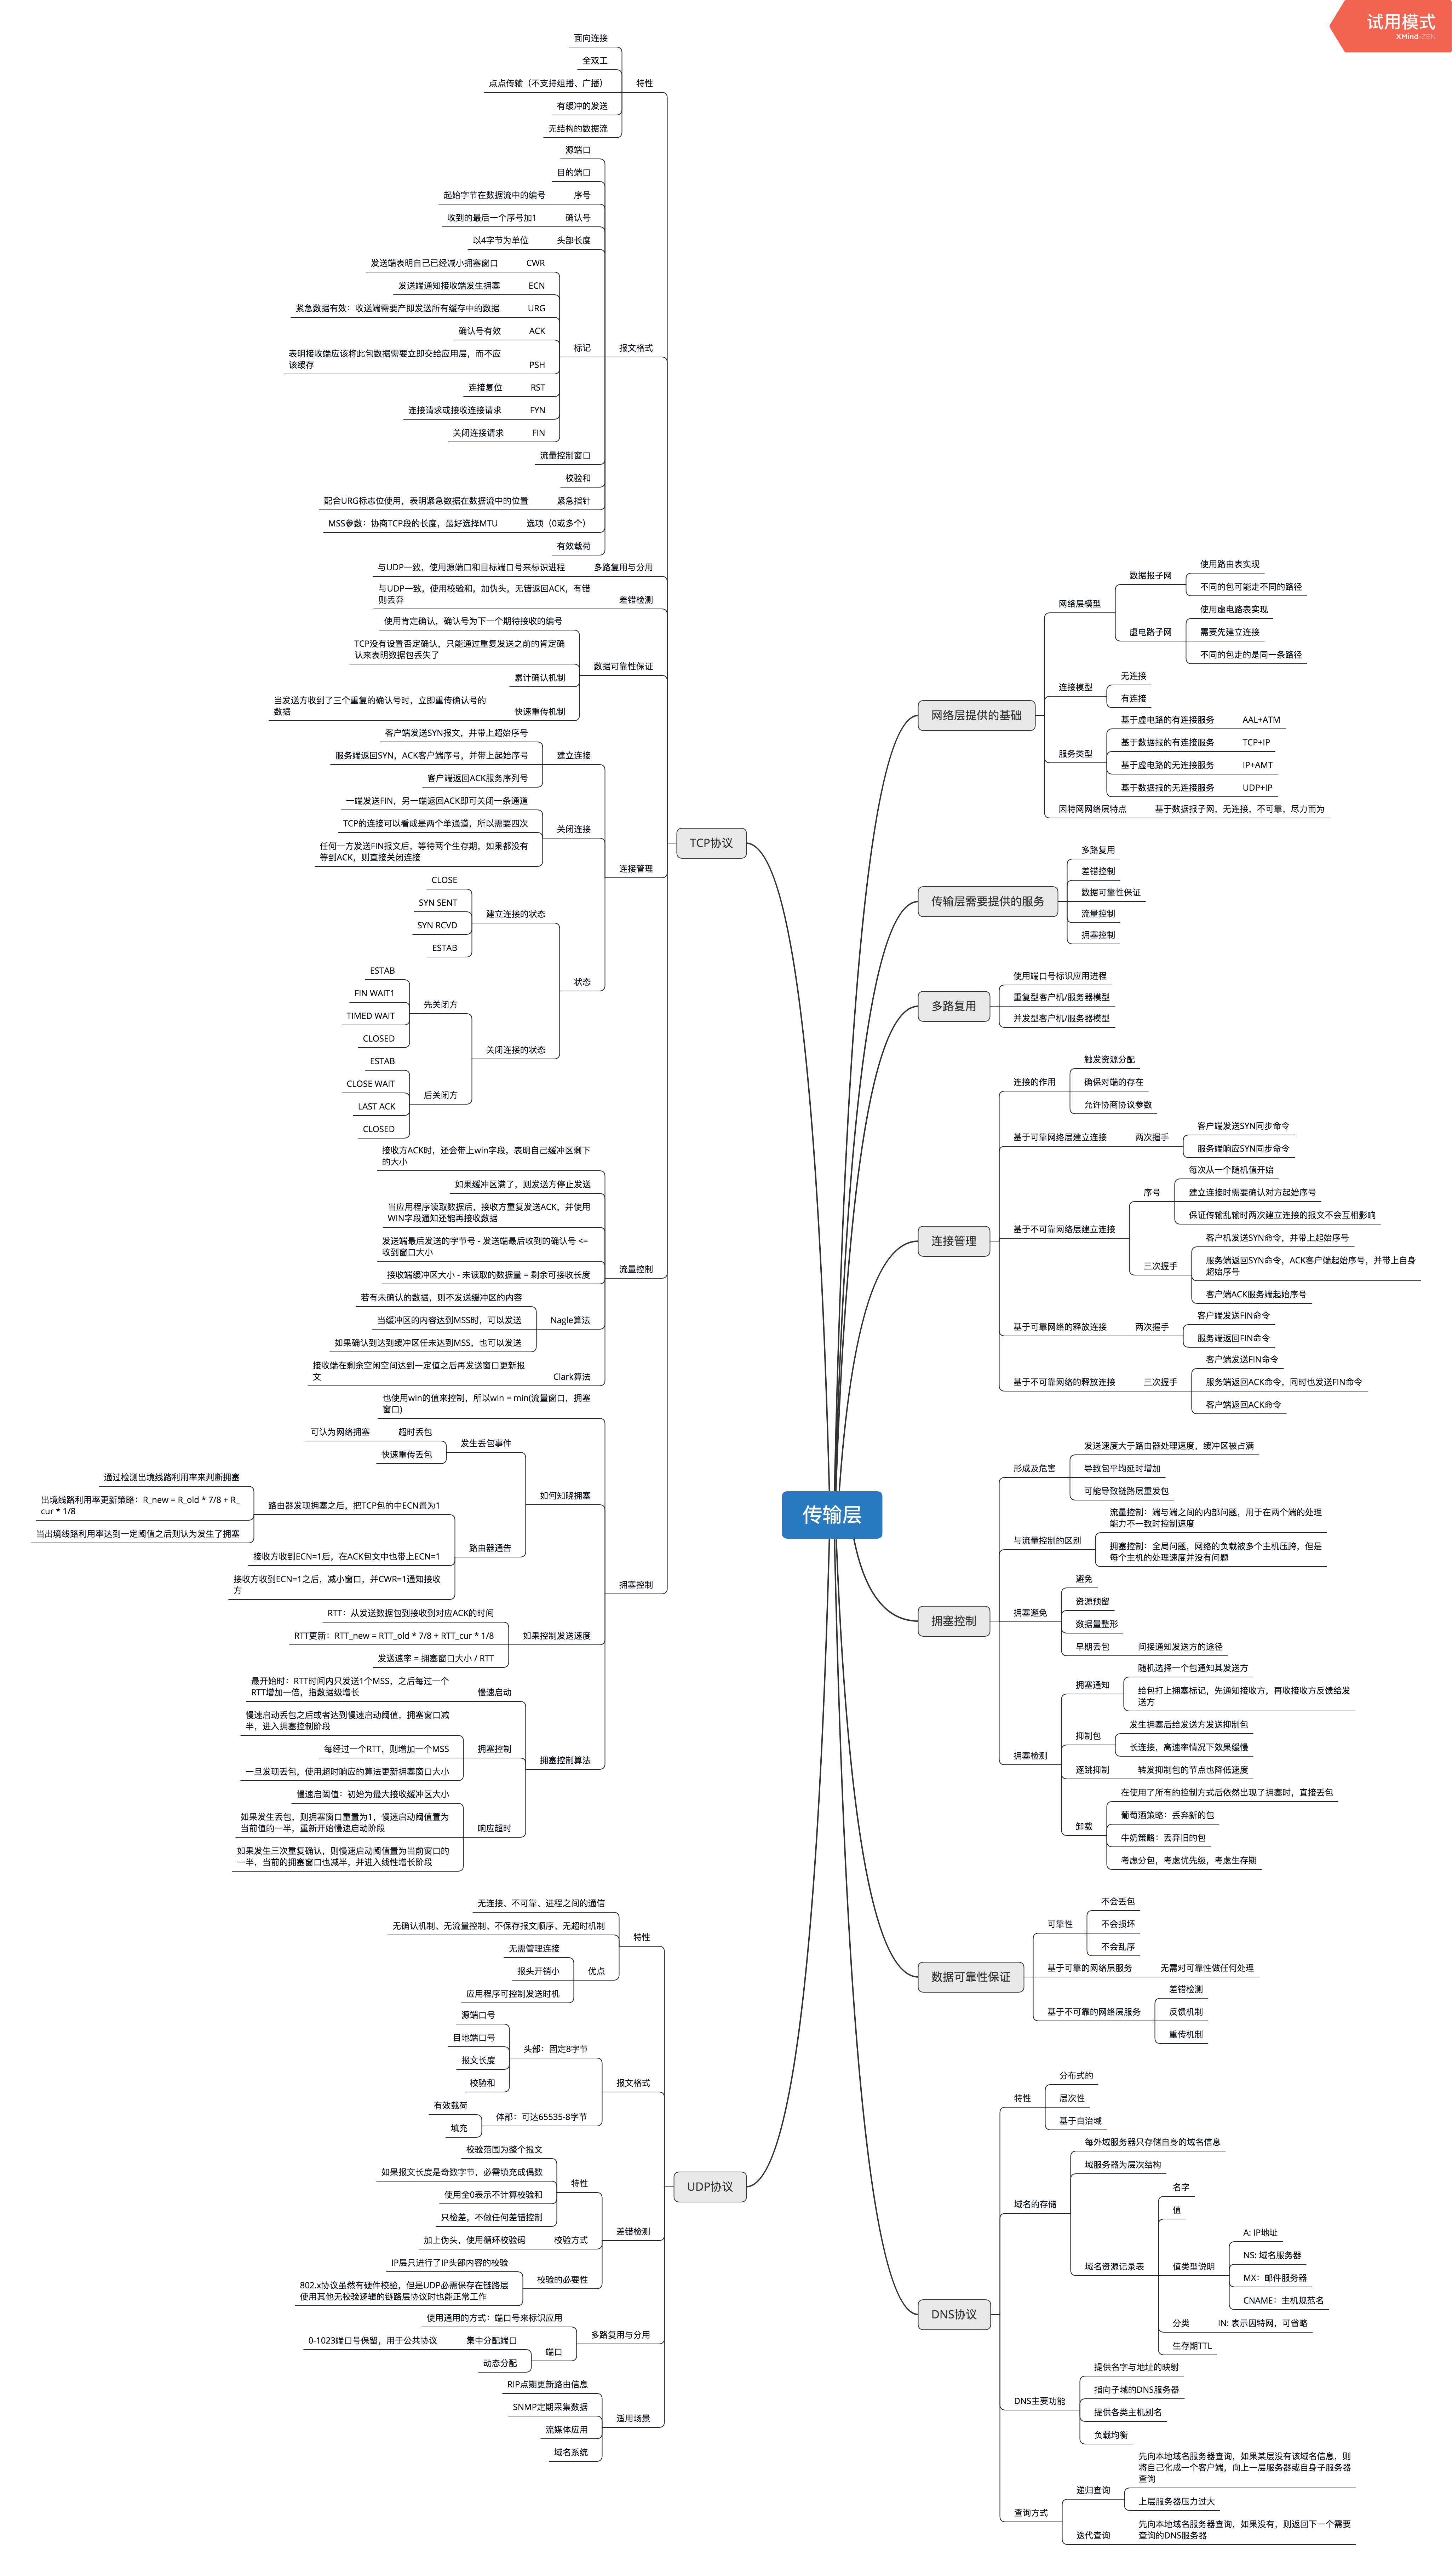 试用模式
XMind:ZEN
传输层
网络层提供的基础
网络层模型
数据报子网
使用路由表实现
不同的包可能走不同的路径
虚电路子网
使用虚电路表实现
需要先建立连接
不同的包走的是同一条路径
连接模型
无连接
有连接
服务类型
基于虚电路的有连接服务
AAL+ATM
基于数据报的有连接服务
TCP+IP
基于虚电路的无连接服务
IP+AMT
基于数据报的无连接服务
UDP+IP
因特网网络层特点
基于数据报子网，无连接，不可靠，尽力而为
传输层需要提供的服务
多路复用
差错控制
数据可靠性保证
流量控制
拥塞控制
多路复用
使用端口号标识应用进程
重复型客户机/服务器模型
并发型客户机/服务器模型
连接管理
连接的作用
触发资源分配
确保对端的存在
允许协商协议参数
基于可靠网络层建立连接
两次握手
客户端发送SYN同步命令
服务端响应SYN同步命令
基于不可靠网络层建立连接
序号
每次从一个随机值开始
建立连接时需要确认对方起始序号
保证传输乱输时两次建立连接的报文不会互相影响
三次握手
客户机发送SYN命令，并带上起始序号
服务端返回SYN命令，ACK客户端起始序号，并带上自身
超始序号
客户端ACK服务端起始序号
基于可靠网络的释放连接
两次握手
客户端发送FIN命令
服务端返回FIN命令
基于不可靠网络的释放连接
三次握手
客户端发送FIN命令
服务端返回ACK命令，同时也发送FIN命令
客户端返回ACK命令
拥塞控制
形成及危害
发送速度大于路由器处理速度，缓冲区被占满
导致包平均延时增加
可能导致链路层重发包
与流量控制的区别
流量控制：端与端之间的内部问题，用于在两个端的处理
能力不一致时控制速度
拥塞控制：全局问题，网络的负载被多个主机压跨，但是
每个主机的处理速度并没有问题
拥塞避免
避免
资源预留
数据量整形
早期丢包
间接通知发送方的途径
拥塞检测
拥塞通知
随机选择一个包通知其发送方
给包打上拥塞标记，先通知接收方，再收接收方反馈给发
送方
抑制包
发生拥塞后给发送方发送抑制包
长连接，高速率情况下效果缓慢
逐跳抑制
转发抑制包的节点也降低速度
卸载
在使用了所有的控制方式后依然出现了拥塞时，直接丢包
葡萄酒策略：丢弃新的包
牛奶策略：丢弃旧的包
考虑分包，考虑优先级，考虑生存期
数据可靠性保证
可靠性
不会丢包
不会损坏
不会乱序
基于可靠的网络层服务
无需对可靠性做任何处理
基于不可靠的网络层服务
差错检测
反馈机制
重传机制
DNS协议
特性
分布式的
层次性
基于自治域
域名的存储
每外域服务器只存储自身的域名信息
域服务器为层次结构
域名资源记录表
名字
值
值类型说明
A: IP地址
NS: 域名服务器
MX：邮件服务器
CNAME：主机规范名
分类
IN: 表示因特网，可省略
生存期TTL
DNS主要功能
提供名字与地址的映射
指向子域的DNS服务器
提供各类主机别名
负载均衡
查询方式
递归查询
先向本地域名服务器查询，如果某层没有该域名信息，则
将自己化成一个客户端，向上一层服务器或自身子服务器
查询
上层服务器压力过大
迭代查询
先向本地域名服务器查询，如果没有，则返回下一个需要
查询的DNS服务器
TCP协议
特性
面向连接
全双工
点点传输（不支持组播、广播）
有缓冲的发送
无结构的数据流
报文格式
源端口
目的端口
序号
起始字节在数据流中的编号
确认号
收到的最后一个序号加1
头部长度
以4字节为单位
标记
CWR
发送端表明自己已经减小拥塞窗口
ECN
发送端通知接收端发生拥塞
URG
紧急数据有效：收送端需要产即发送所有缓存中的数据
ACK
确认号有效
PSH
表明接收端应该将此包数据需要立即交给应用层，而不应
该缓存
RST
连接复位
FYN
连接请求或接收连接请求
FIN
关闭连接请求
流量控制窗口
校验和
紧急指针
配合URG标志位使用，表明紧急数据在数据流中的位置
选项（0或多个）
MSS参数：协商TCP段的长度，最好选择MTU
有效载荷
多路复用与分用
与UDP一致，使用源端口和目标端口号来标识进程
差错检测
与UDP一致，使用校验和，加伪头，无错返回ACK，有错
则丢弃
数据可靠性保证
使用肯定确认，确认号为下一个期待接收的编号
TCP没有设置否定确认，只能通过重复发送之前的肯定确
认来表明数据包丢失了
累计确认机制
快速重传机制
当发送方收到了三个重复的确认号时，立即重传确认号的
数据
连接管理
建立连接
客户端发送SYN报文，并带上超始序号
服务端返回SYN，ACK客户端序号，并带上起始序号
客户端返回ACK服务序列号
关闭连接
一端发送FIN，另一端返回ACK即可关闭一条通道
TCP的连接可以看成是两个单通道，所以需要四次
任何一方发送FIN报文后，等待两个生存期，如果都没有
等到ACK，则直接关闭连接
状态
建立连接的状态
CLOSE
SYN SENT
SYN RCVD
ESTAB
关闭连接的状态
先关闭方
ESTAB
FIN WAIT1
TIMED WAIT
CLOSED
后关闭方
ESTAB
CLOSE WAIT
LAST ACK
CLOSED
流量控制
接收方ACK时，还会带上win字段，表明自己缓冲区剩下
的大小
如果缓冲区满了，则发送方停止发送
当应用程序读取数据后，接收方重复发送ACK，并使用
WIN字段通知还能再接收数据
发送端最后发送的字节号 - 发送端最后收到的确认号 <=
收到窗口大小
接收端缓冲区大小 - 未读取的数据量 = 剩余可接收长度
Nagle算法
若有未确认的数据，则不发送缓冲区的内容
当缓冲区的内容达到MSS时，可以发送
如果确认到达到缓冲区任未达到MSS，也可以发送
Clark算法
接收端在剩余空闲空间达到一定值之后再发送窗口更新报
文
拥塞控制
也使用win的值来控制，所以win = min(流量窗口，拥塞
窗口)
如何知晓拥塞
发生丢包事件
超时丢包
可认为网络拥塞
快速重传丢包
路由器通告
路由器发现拥塞之后，把TCP包的中ECN置为1
通过检测出境线路利用率来判断拥塞
出境线路利用率更新策略：R_new = R_old * 7/8 + R_
cur * 1/8
当出境线路利用率达到一定阈值之后则认为发生了拥塞
接收方收到ECN=1后，在ACK包文中也带上ECN=1
接收方收到ECN=1之后，减小窗口，并CWR=1通知接收
方
如果控制发送速度
RTT：从发送数据包到接收到对应ACK的时间
RTT更新：RTT_new = RTT_old * 7/8 + RTT_cur * 1/8
发送速率 = 拥塞窗口大小 / RTT
拥塞控制算法
慢速启动
最开始时：RTT时间内只发送1个MSS，之后每过一个
RTT增加一倍，指数据级增长
拥塞控制
慢速启动丢包之后或者达到慢速启动阈值，拥塞窗口减
半，进入拥塞控制阶段
每经过一个RTT，则增加一个MSS
一旦发现丢包，使用超时响应的算法更新拥塞窗口大小
响应超时
慢速启阈值：初始为最大接收缓冲区大小
如果发生丢包，则拥塞窗口重置为1，慢速启动阈值置为
当前值的一半，重新开始慢速启动阶段
如果发生三次重复确认，则慢速启动阈值置为当前窗口的
一半，当前的拥塞窗口也减半，并进入线性增长阶段
UDP协议
特性
无连接、不可靠、进程之间的通信
无确认机制、无流量控制、不保存报文顺序、无超时机制
优点
无需管理连接
报头开销小
应用程序可控制发送时机
报文格式
头部：固定8字节
源端口号
目地端口号
报文长度
校验和
体部：可达65535-8字节
有效载荷
填充
差错检测
特性
校验范围为整个报文
如果报文长度是奇数字节，必需填充成偶数
使用全0表示不计算校验和
只检差，不做任何差错控制
校验方式
加上伪头，使用循环校验码
校验的必要性
IP层只进行了IP头部内容的校验
802.x协议虽然有硬件校验，但是UDP必需保存在链路层
使用其他无校验逻辑的链路层协议时也能正常工作
多路复用与分用
使用通用的方式：端口号来标识应用
端口
集中分配端口
0-1023端口号保留，用于公共协议
动态分配
适用场景
RIP点期更新路由信息
SNMP定期采集数据
流媒体应用
域名系统